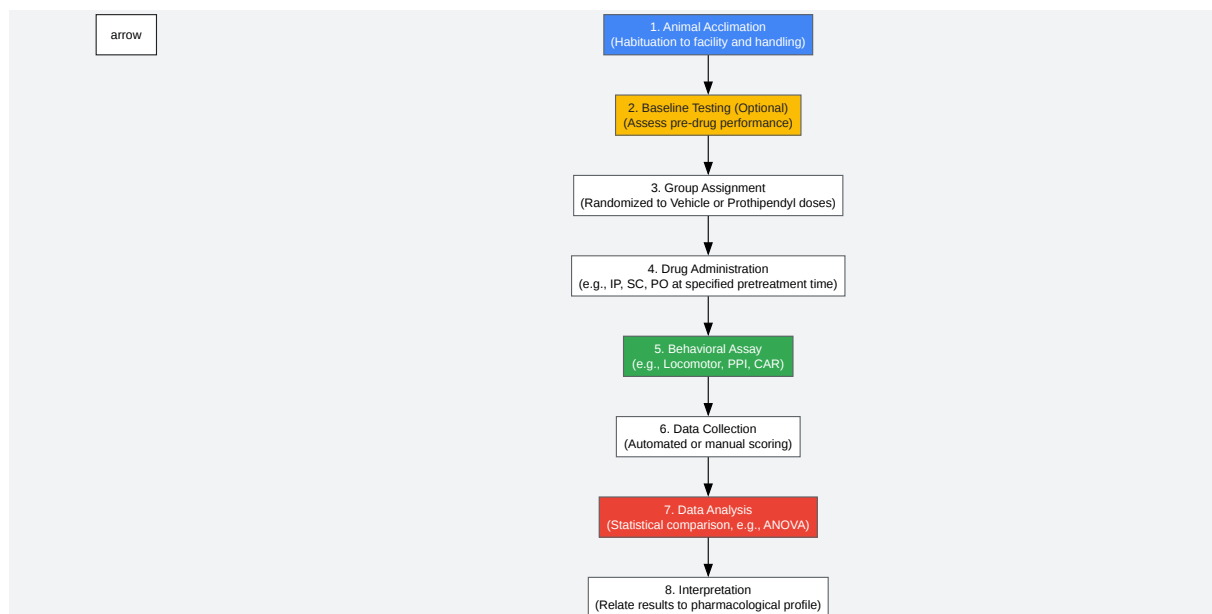 arrow
1. Animal Acclimation
(Habituation to facility and handling)
2. Baseline Testing (Optional)
(Assess pre-drug performance)
3. Group Assignment
(Randomized to Vehicle or Prothipendyl doses)
4. Drug Administration
(e.g., IP, SC, PO at specified pretreatment time)
5. Behavioral Assay
(e.g., Locomotor, PPI, CAR)
6. Data Collection
(Automated or manual scoring)
7. Data Analysis
(Statistical comparison, e.g., ANOVA)
8. Interpretation
(Relate results to pharmacological profile)